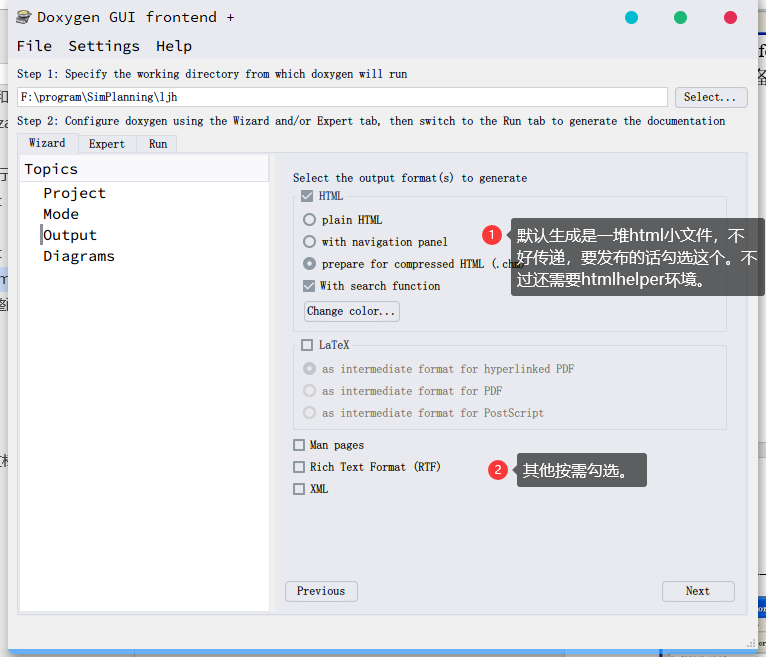 Doxygen GUI frontend +
File Settings Help
Step 1: Specify the working directory from which doxygen will run
F:\program\SimPlanning\ljh
Select...
Step 2: Configure doxygen using the Wizard and/or Expert tab, then switch to the Run tab to generate the documentation
Wizard Expert Run
Topics
Project
Mode
Output
Diagrams
Select the output format(s) to generate
HTML
plain HTML
with navigation panel
prepare for compressed HTML (.chm
With search function
Change color...
1
默认生成是一堆html小文件，不
好传递，要发布的话勾选这个。不
过还需要htmlhelper环境。
LaTeX
as intermediate format for hyperlinked PDF
as intermediate format for PDF
as intermediate format for PostScript
Man pages
Rich Text Format (RTF)
XML
2
其他按需勾选。
Previous
Next